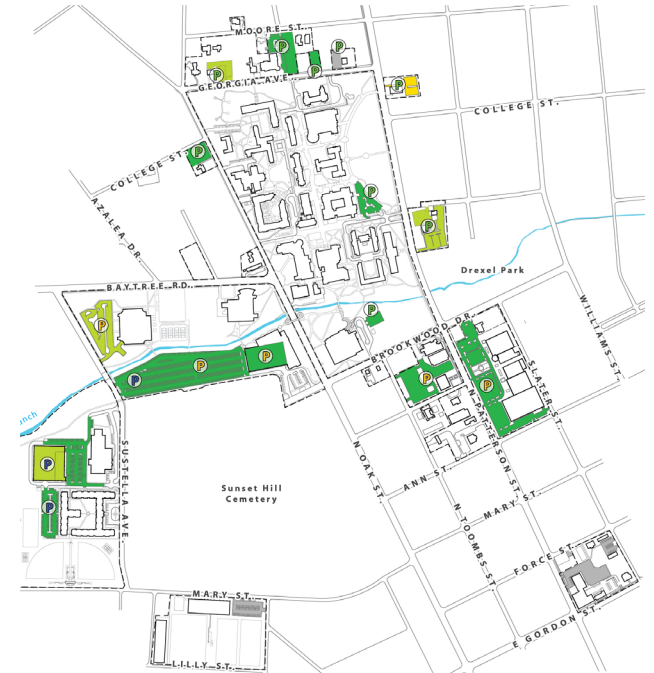 MOORE ST.
P
P
P
P
GEORGIA AVE.
P
COLLEGE ST.
COLLEGE ST.
P
P
AZALEA DR.
P
Drexel Park
BAYTREE RD.
WILLIAMS ST.
P
P
BROOKWOOD DR.
P
P
P
P
P
SLATER ST.
N PATTERSON ST.
P
P
SUSTELLA AVE.
Sunset Hill
Cemetery
N OAK ST.
ANN ST.
MARY ST.
N TOOMBS ST.
FORCE ST.
MARY ST.
E GORDON ST.
LILLY ST.